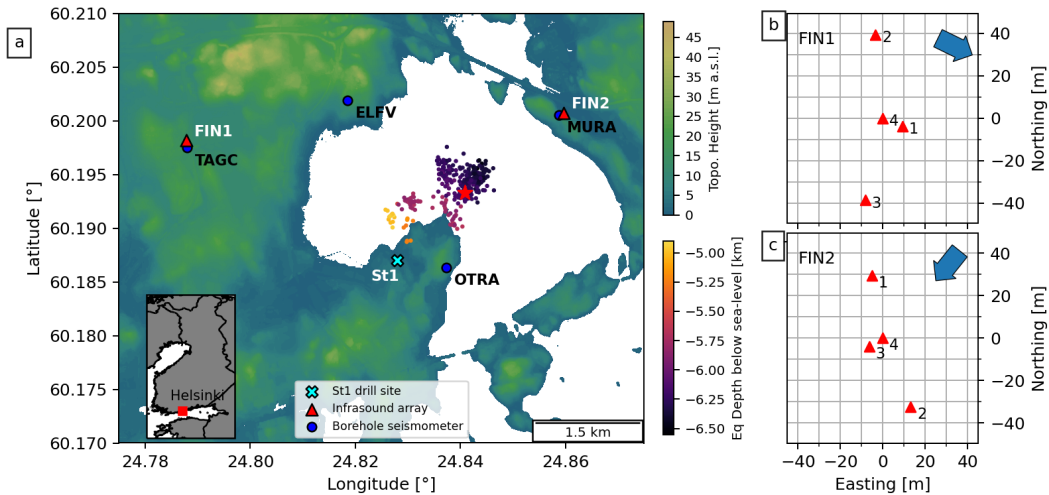 a
60.210
60.205
60.200
60.195
60.190
60.185
60.180
60.175
60.170
Latitude [°]
24.78
24.80
24.82
24.84
24.86
Longitude [°]
FIN1
TAGC
ELFV
FIN2
MURA
St1
OTRA
Helsinki
St1 drill site
Infrasound array
Borehole seismometer
1.5 km
45
40
35
30
25
20
15
10
5
0
Topo. Height [m a.s.l.]
−5.00
−5.25
−5.50
−5.75
−6.00
−6.25
−6.50
Eq Depth below sea-level [km]
b
FIN1
2
4
1
3
40
20
0
−20
−40
Northing [m]
c
FIN2
1
4
3
2
40
20
0
−20
−40
Northing [m]
−40
−20
0
20
40
Easting [m]